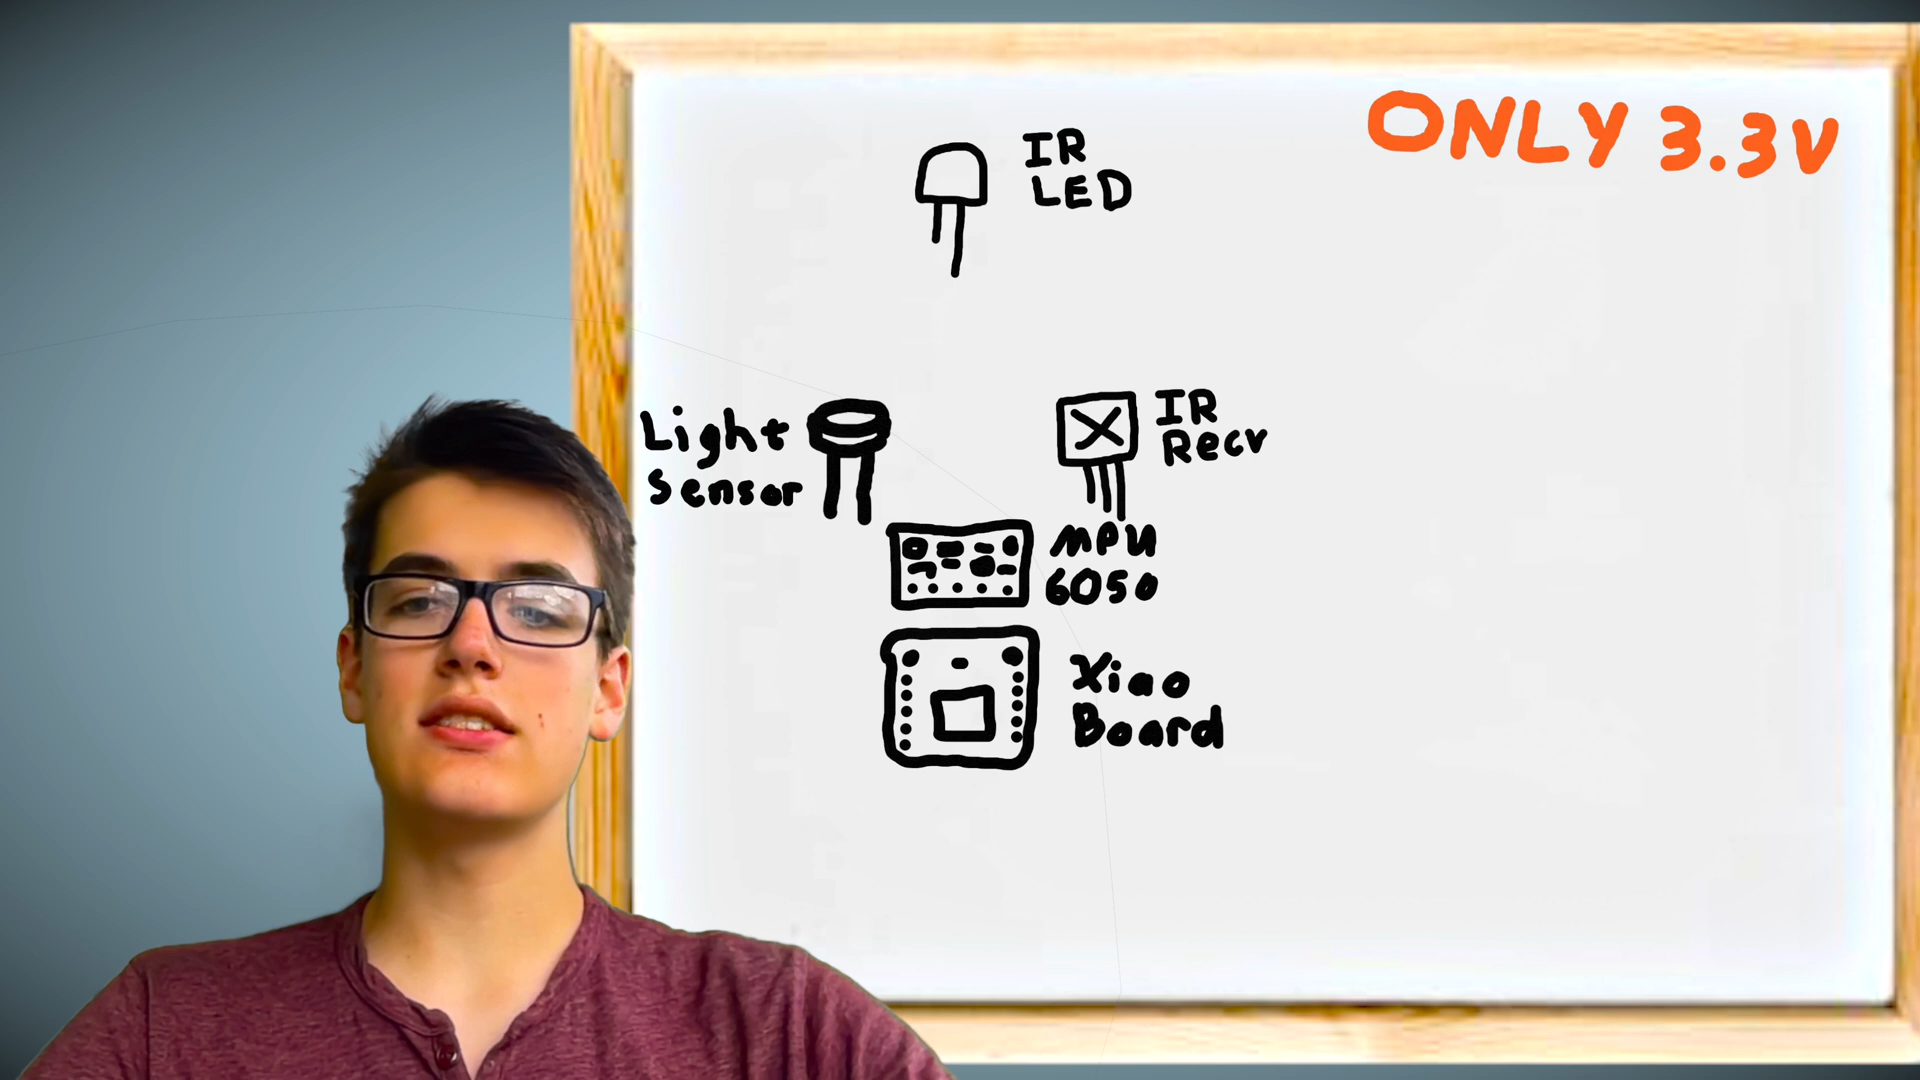 ONLY 3.3V
IR
LED
Light
Sensor
IR
Recv
MPU
6050
Xiao
Board